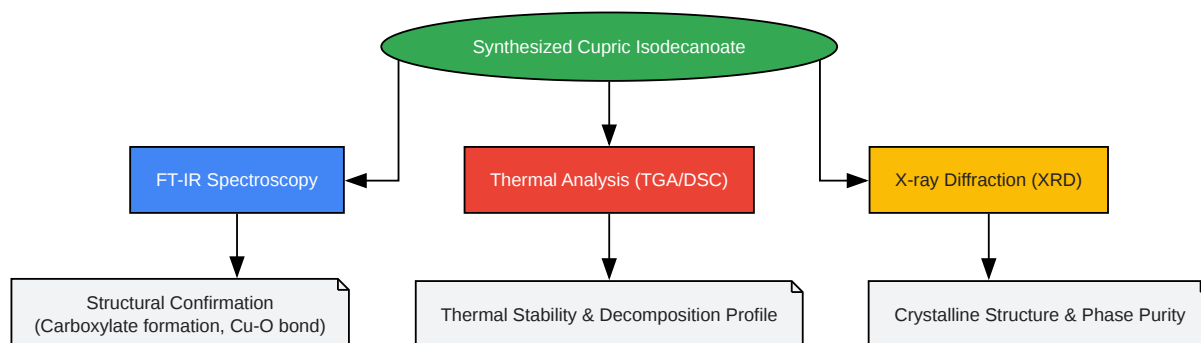 Synthesized Cupric Isodecanoate
FT-IR Spectroscopy
Thermal Analysis (TGA/DSC)
X-ray Diffraction (XRD)
Structural Confirmation
(Carboxylate formation, Cu-O bond)
Thermal Stability & Decomposition Profile
Crystalline Structure & Phase Purity